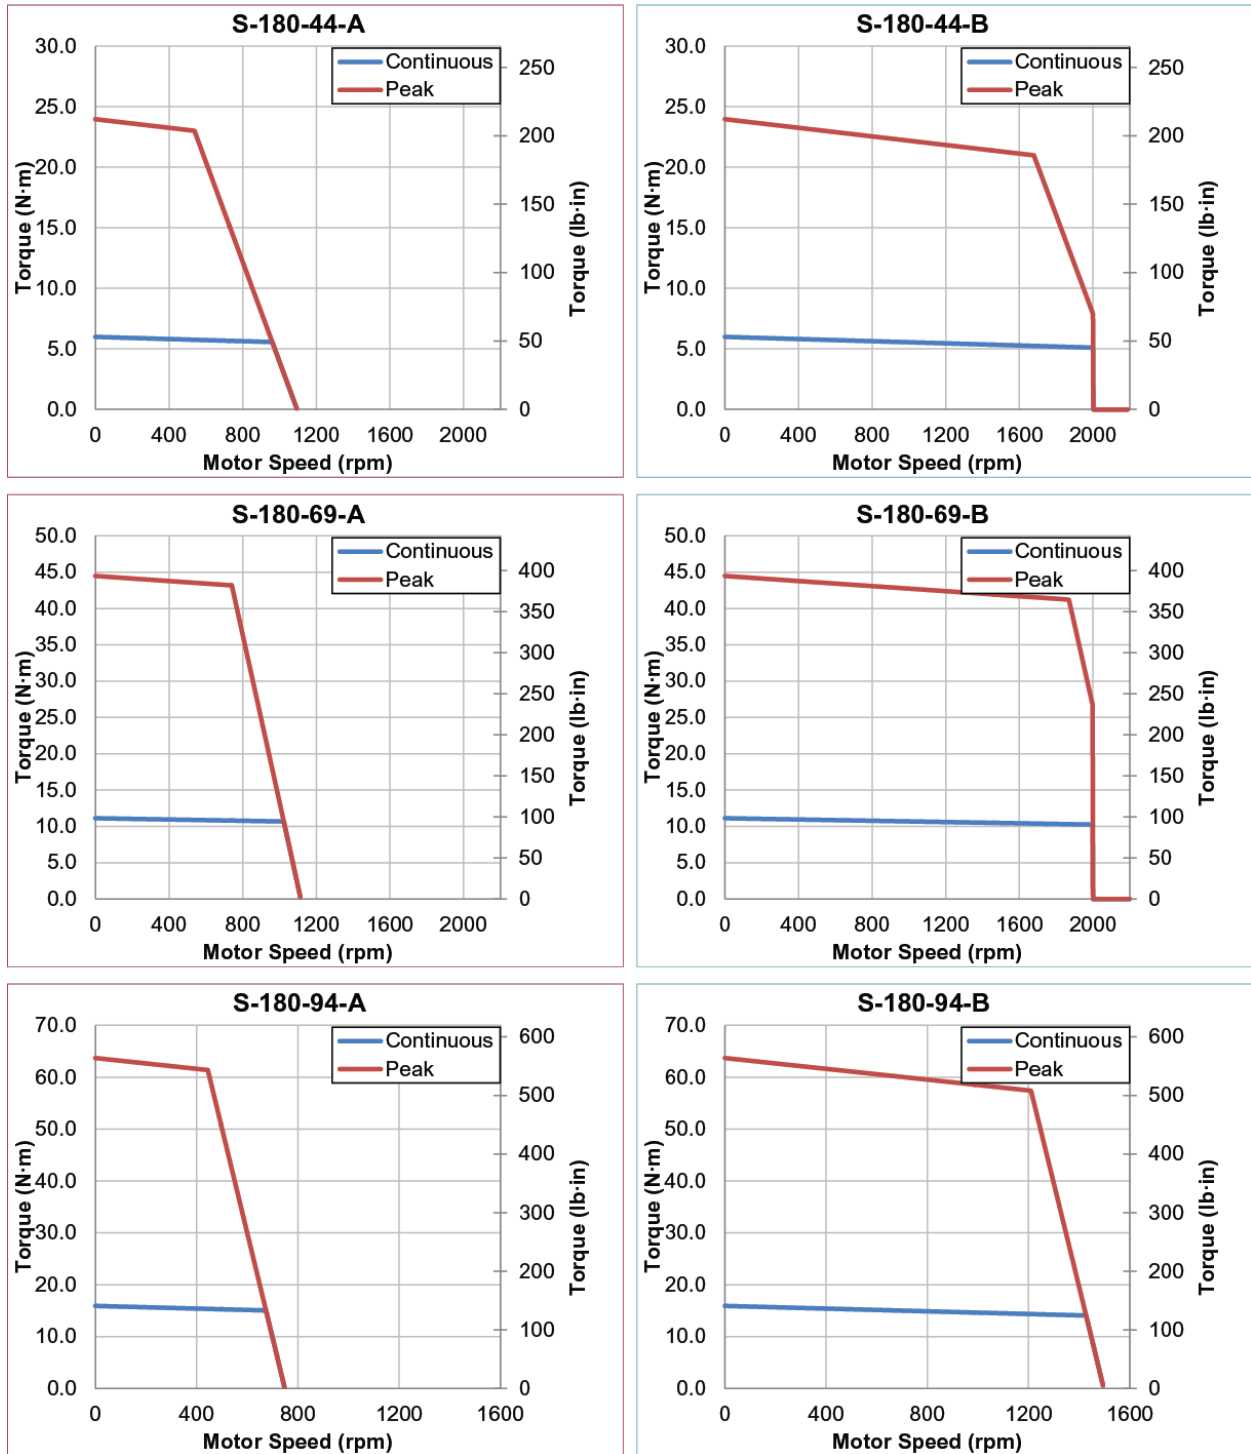 S-180-44-A
Continuous
Peak
30.0
25.0
20.0
15.0
10.0
5.0
0.0
Torque (N·m)
250
200
150
100
50
0
Torque (lb·in)
0 400 800 1200 1600 2000
Motor Speed (rpm)
S-180-44-B
Continuous
Peak
30.0
25.0
20.0
15.0
10.0
5.0
0.0
Torque (N·m)
250
200
150
100
50
0
Torque (lb·in)
0 400 800 1200 1600 2000
Motor Speed (rpm)
S-180-69-A
Continuous
Peak
50.0
45.0
40.0
35.0
30.0
25.0
20.0
15.0
10.0
5.0
0.0
Torque (N·m)
400
350
300
250
200
150
100
50
0
Torque (lb·in)
0 400 800 1200 1600 2000
Motor Speed (rpm)
S-180-69-B
Continuous
Peak
50.0
45.0
40.0
35.0
30.0
25.0
20.0
15.0
10.0
5.0
0.0
Torque (N·m)
400
350
300
250
200
150
100
50
0
Torque (lb·in)
0 400 800 1200 1600 2000
Motor Speed (rpm)
S-180-94-A
Continuous
Peak
70.0
60.0
50.0
40.0
30.0
20.0
10.0
0.0
Torque (N·m)
600
500
400
300
200
100
0
Torque (lb·in)
0 400 800 1200 1600
Motor Speed (rpm)
S-180-94-B
Continuous
Peak
70.0
60.0
50.0
40.0
30.0
20.0
10.0
0.0
Torque (N·m)
600
500
400
300
200
100
0
Torque (lb·in)
0 400 800 1200 1600
Motor Speed (rpm)